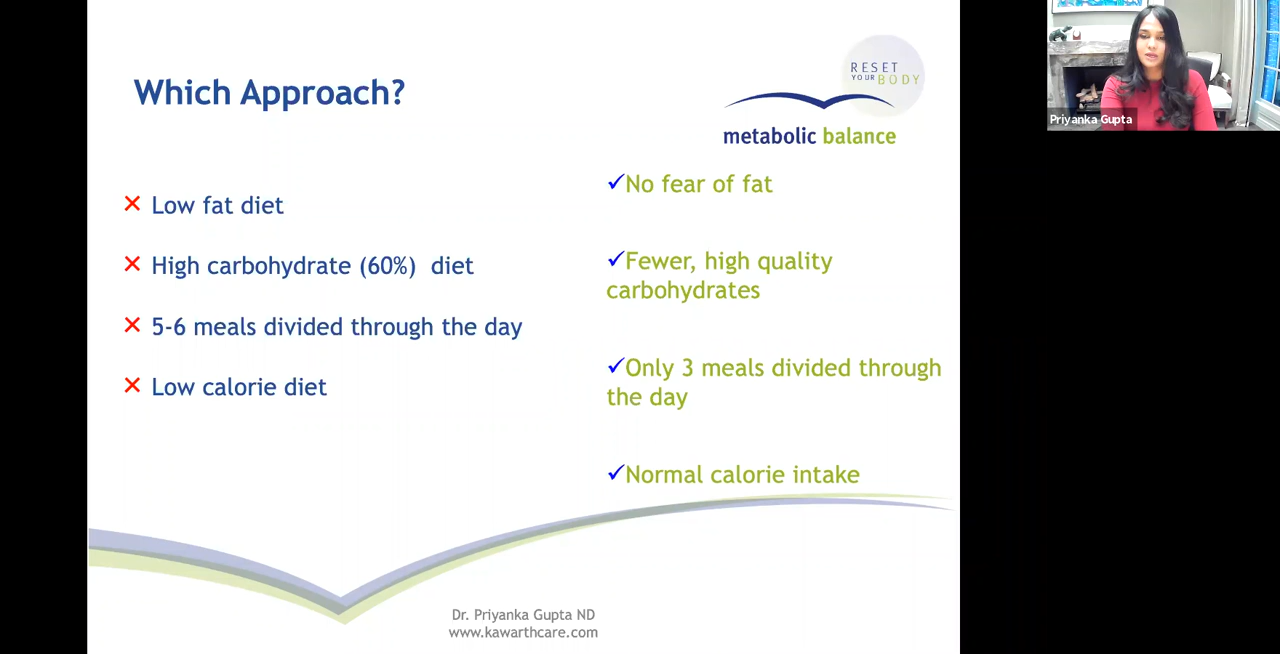 Which Approach?
RESET
YOUR BODY
metabolic balance
Priyanka Gupta
✕ Low fat diet
✕ High carbohydrate (60%)  diet
✕ 5-6 meals divided through the day
✕ Low calorie diet
✓No fear of fat
✓Fewer, high quality
carbohydrates
✓Only 3 meals divided through
the day
✓Normal calorie intake
Dr. Priyanka Gupta ND
www.kawarthcare.com